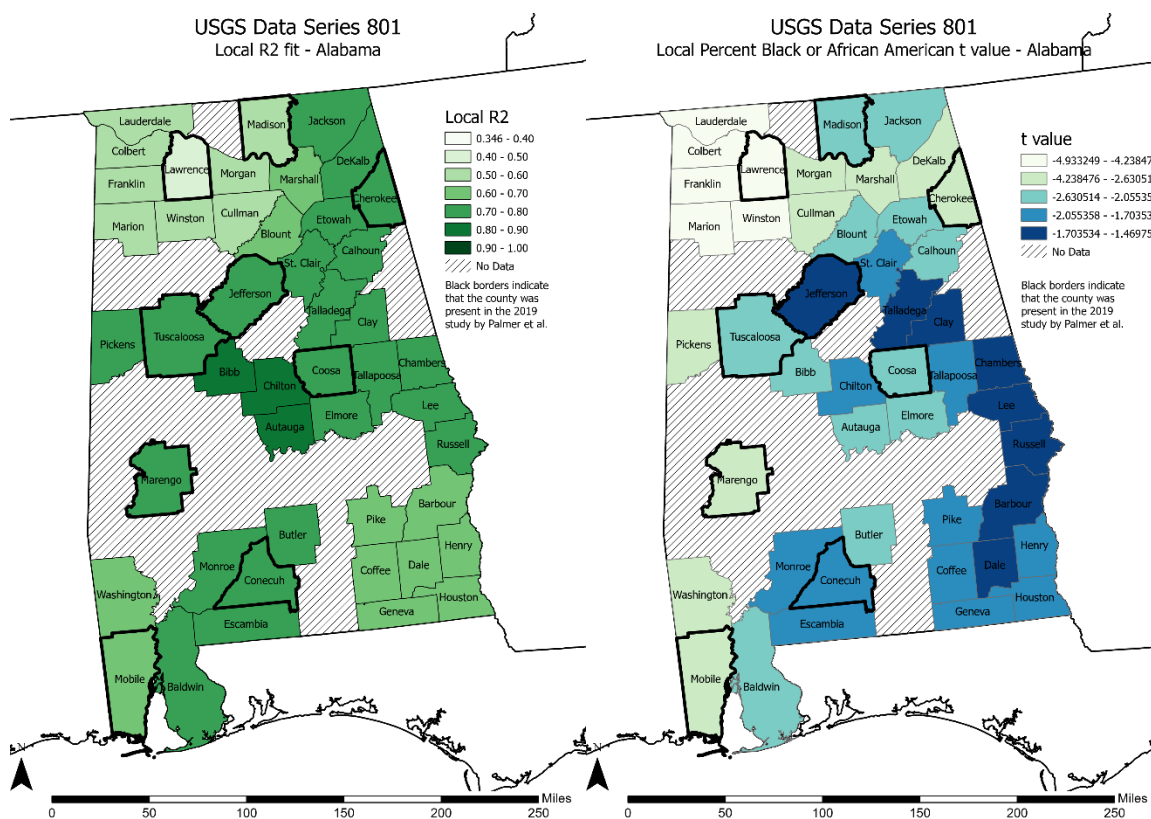 USGS Data Series 801
Local R2 fit - Alabama
Lauderdale
Madison
Jackson
Colbert
Lawrence
DeKalb
Franklin
Morgan
Marshall
Cherokee
Marion
Winston
Cullman
Etowah
Blount
Calhoun
St. Clair
Jefferson
Talladega
Clay
Pickens
Tuscaloosa
Bibb
Chilton
Coosa
Tallapoosa
Chambers
Autauga
Elmore
Lee
Russell
Marengo
Barbour
Pike
Butler
Henry
Monroe
Conecuh
Coffee
Dale
Washington
Houston
Geneva
Escambia
Mobile
Baldwin
Local R2
0.346 - 0.40
0.40 - 0.50
0.50 - 0.60
0.60 - 0.70
0.70 - 0.80
0.80 - 0.90
0.90 - 1.00
No Data
Black borders indicate
that the county was
present in the 2019
study by Palmer et al.
N
Miles
0 50 100 150 200 250
USGS Data Series 801
Local Percent Black or African American t value - Alabama
Lauderdale
Madison
Jackson
Colbert
Lawrence
DeKalb
Franklin
Morgan
Marshall
Cherokee
Marion
Winston
Cullman
Etowah
Blount
Calhoun
St. Clair
Jefferson
Talladega
Clay
Pickens
Tuscaloosa
Bibb
Chilton
Coosa
Tallapoosa
Chambers
Autauga
Elmore
Lee
Russell
Marengo
Barbour
Pike
Butler
Henry
Monroe
Conecuh
Coffee
Dale
Washington
Houston
Geneva
Escambia
Mobile
Baldwin
t value
-4.933249 - -4.23847
-4.238476 - -2.63051
-2.630514 - -2.05535
-2.055358 - -1.70353
-1.703534 - -1.46975
No Data
Black borders indicate
that the county was
present in the 2019
study by Palmer et al.
N
Miles
0 50 100 150 200 250